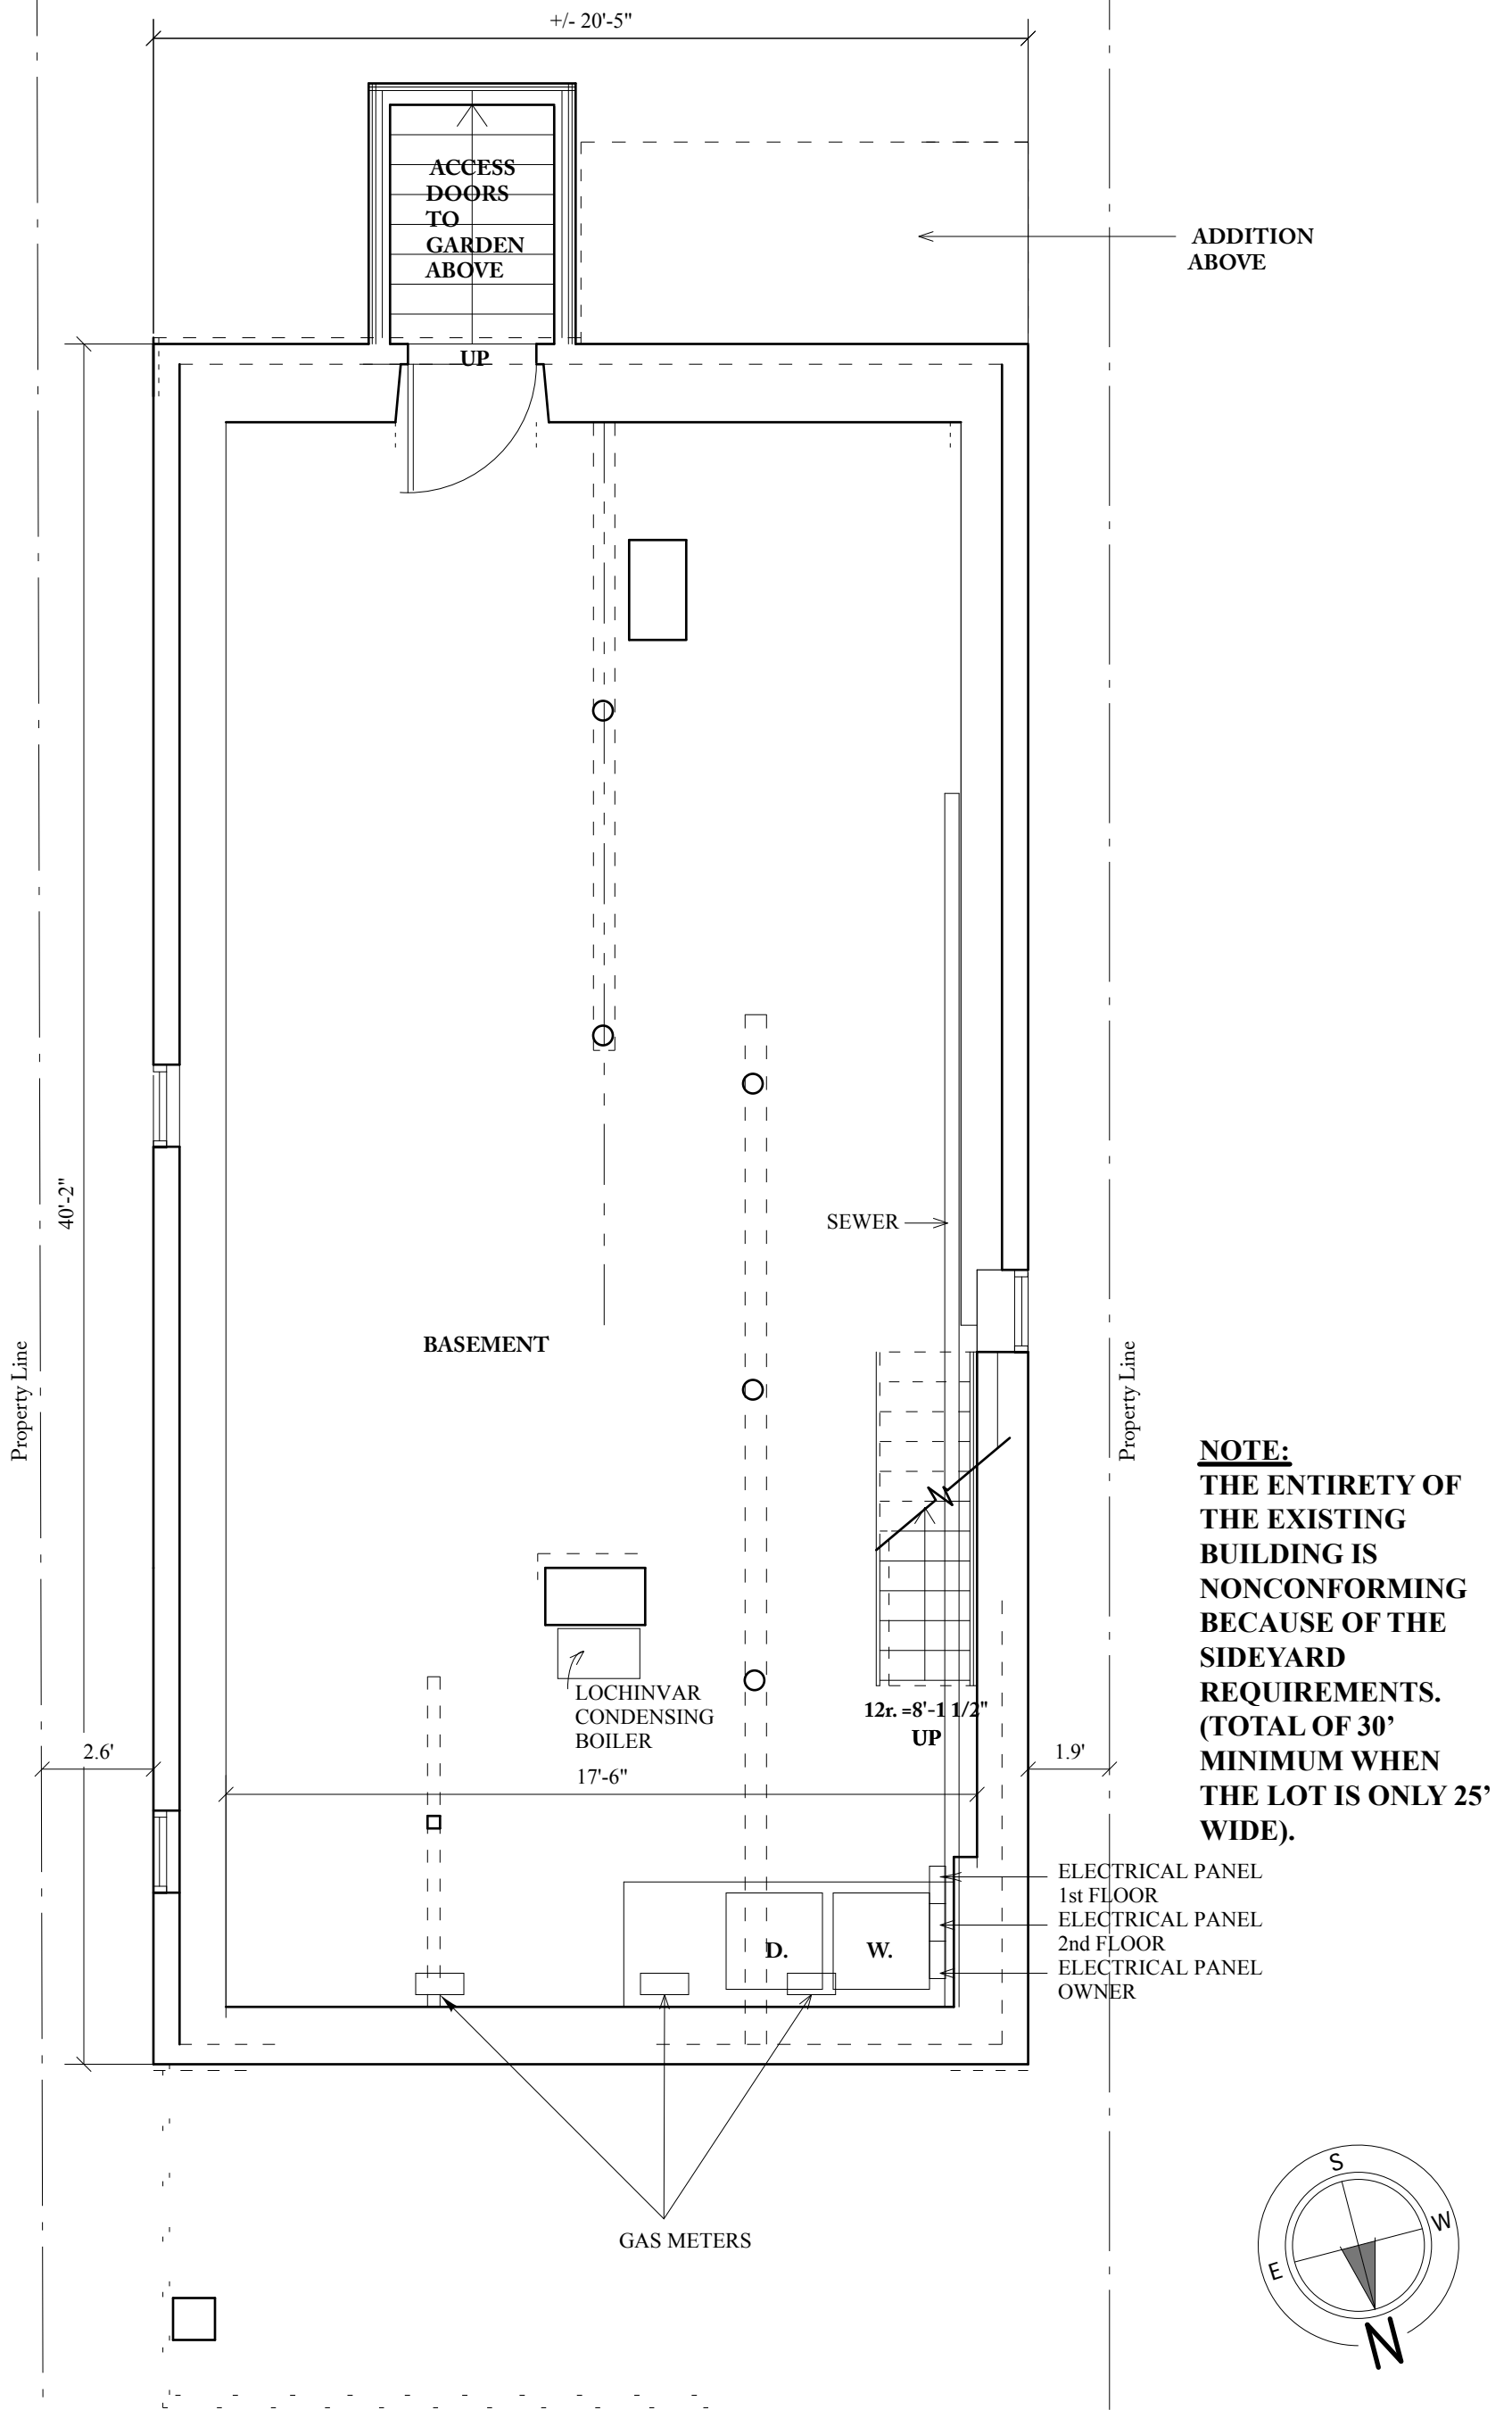 +/- 20'-5"
ACCESS
DOORS
TO
GARDEN
ABOVE
UP
ADDITION
ABOVE
40'-2"
SEWER
BASEMENT
Property Line
Property Line
NOTE:
THE ENTIRETY OF
THE EXISTING
BUILDING IS
NONCONFORMING
BECAUSE OF THE
SIDEYARD
REQUIREMENTS.
(TOTAL OF 30’
MINIMUM WHEN
THE LOT IS ONLY 25’
WIDE).
LOCHINVAR
CONDENSING
BOILER
12r. =8'-1 1/2"
UP
2.6'
17'-6"
1.9'
ELECTRICAL PANEL
1st FLOOR
ELECTRICAL PANEL
2nd FLOOR
ELECTRICAL PANEL
OWNER
D.
W.
GAS METERS
S
W
E
N